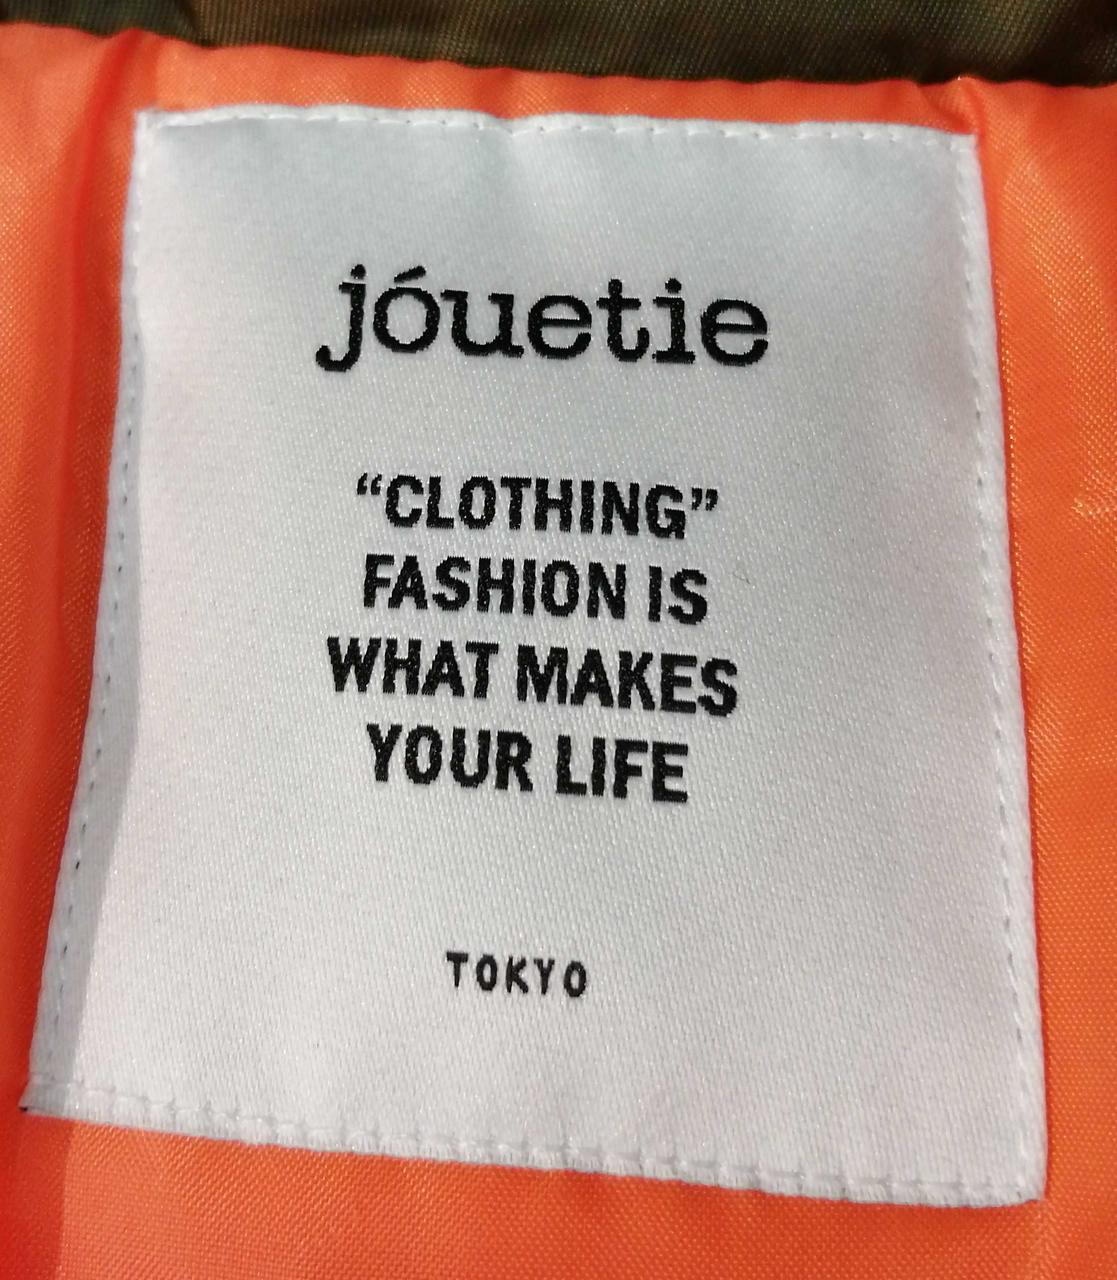 jóuetie
“CLOTHING”
FASHION IS
WHAT MAKES
YOUR LIFE
TOKYO